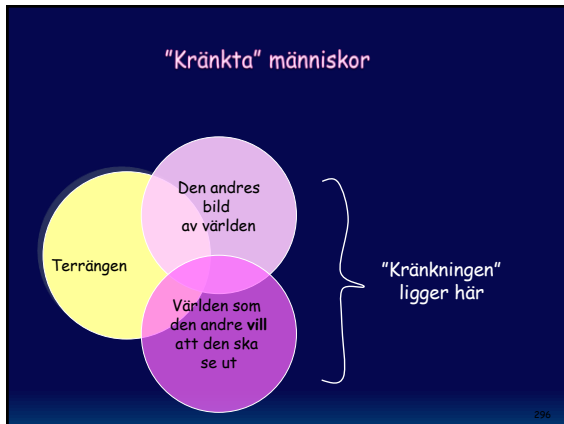 ”Kränkta” människor
Den andres
bild
av världen
Terrängen
Världen som
den andre vill
att den ska
se ut
”Kränkningen”
ligger här
296